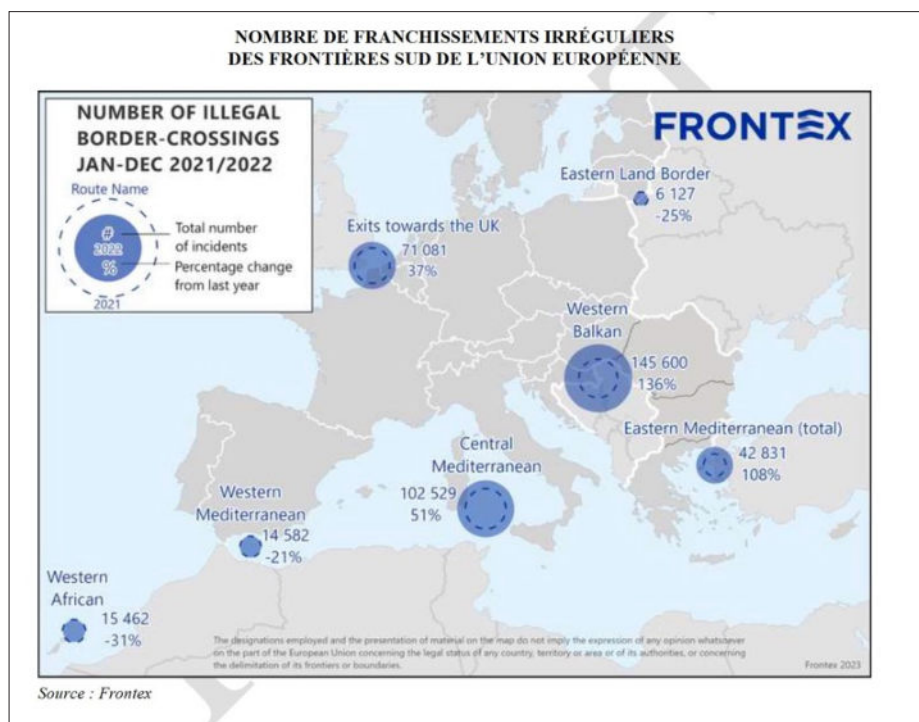 NOMBRE DE FRANCHISSEMENTS IRRÉGULIERS
DES FRONTIÈRES SUD DE L’UNION EUROPÉENNE
NUMBER OF ILLEGAL
BORDER-CROSSINGS
JAN-DEC 2021/2022
Route Name
#
2022
%
2021
Total number
of incidents
Percentage change
from last year
FRONTEX
Eastern Land Border
6 127
-25%
Exits towards the UK
71 081
37%
Western
Balkan
145 600
136%
Eastern Mediterranean (total)
42 831
108%
Central
Mediterranean
102 529
51%
Western
Mediterranean
14 582
-21%
Western
African
15 462
-31%
The designations employed and the presentation of material on the map do not imply the expression of any opinion whatsoever
on the part of the European Union concerning the legal status of any country, territory or area or of its authorities, or concerning
the delimitation of its frontiers or boundaries.
Frontex 2023
Source : Frontex